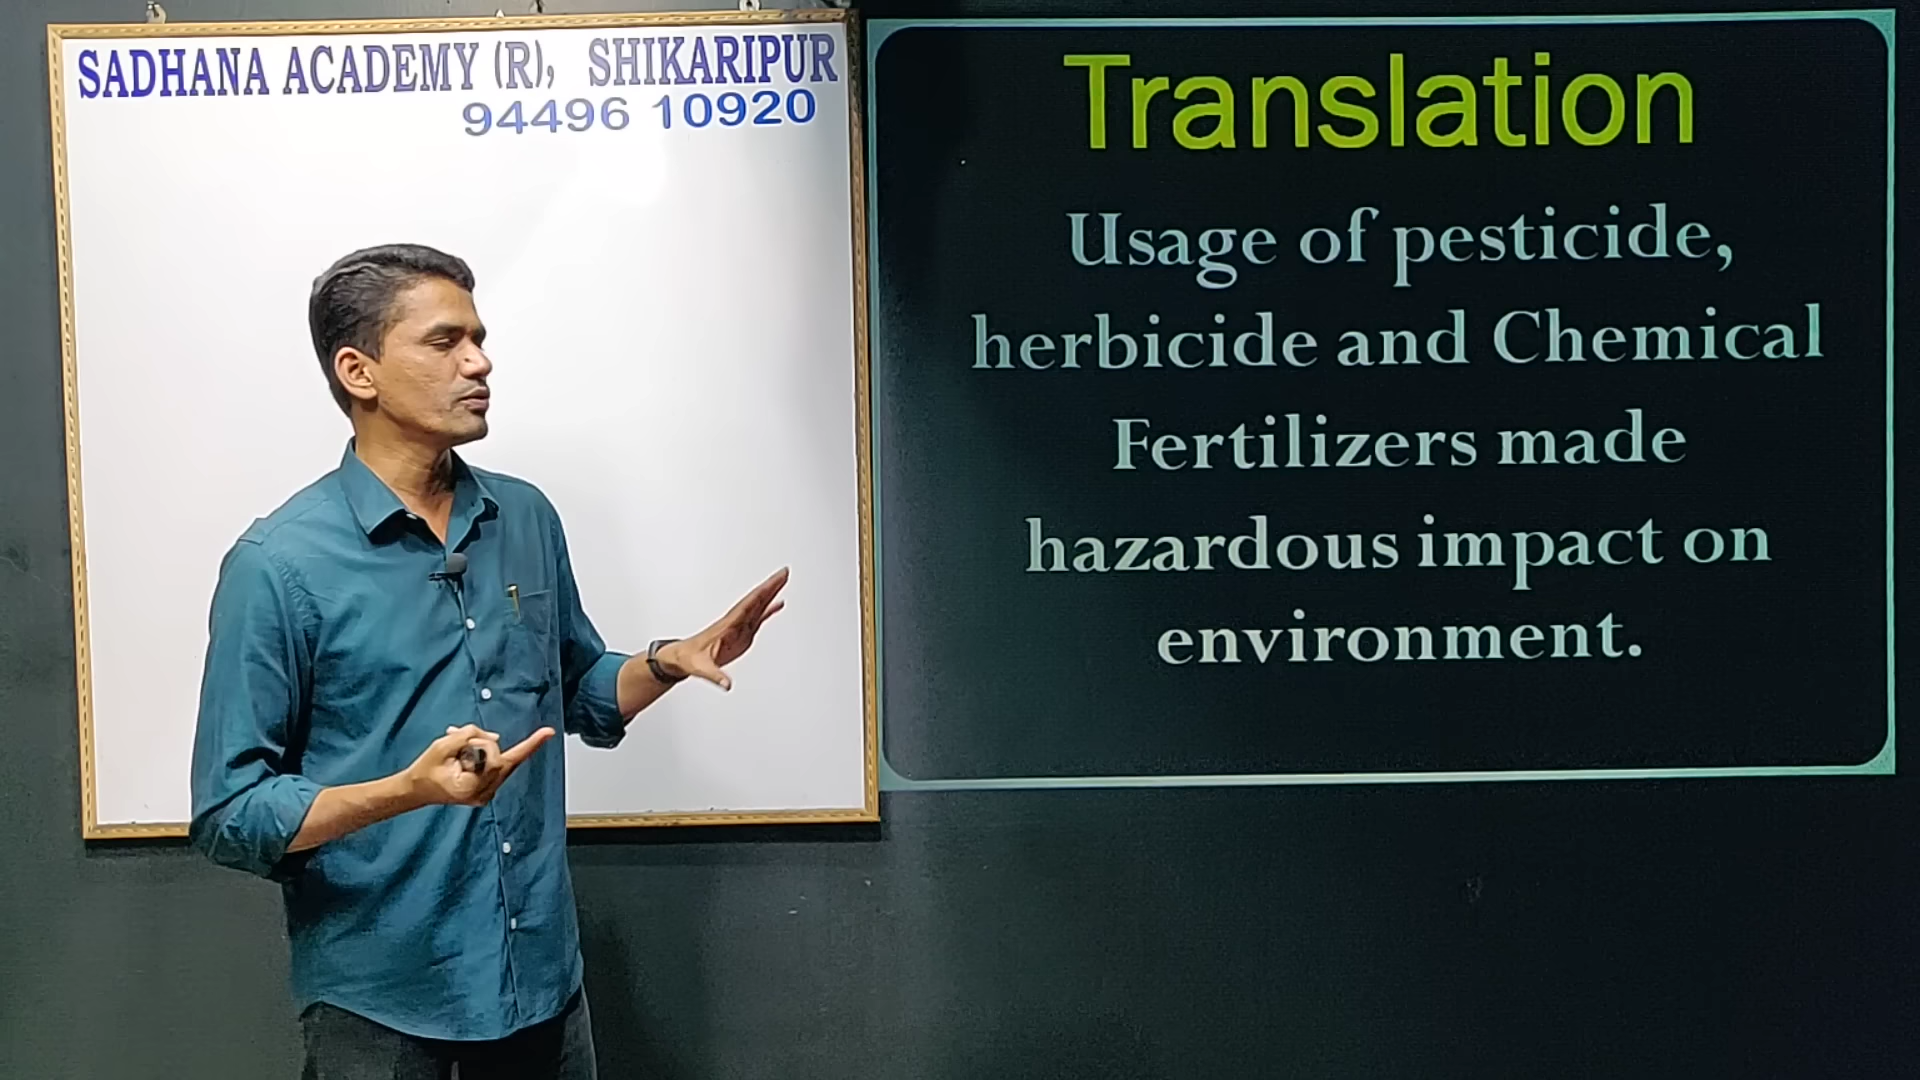 SADHANA ACADEMY (R), SHIKARIPUR
94496 10920
Translation
Usage of pesticide,
herbicide and Chemical
Fertilizers made
hazardous impact on
environment.